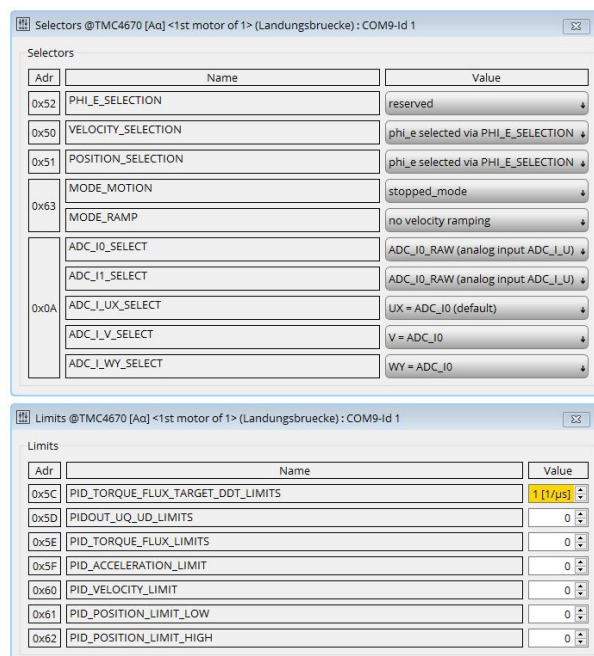 Selectors @TMC4670 [Aα] <1st motor of 1> (Landungsbruecke) : COM9-Id 1
Selectors
Adr Name Value
0x52 PHI_E_SELECTION reserved
0x50 VELOCITY_SELECTION phi_e selected via PHI_E_SELECTION
0x51 POSITION_SELECTION phi_e selected via PHI_E_SELECTION
0x63 MODE_MOTION stopped_mode
MODE_RAMP no velocity ramping
0x0A ADC_I0_SELECT ADC_I0_RAW (analog input ADC_I_U)
ADC_I1_SELECT ADC_I0_RAW (analog input ADC_I_U)
ADC_I_UX_SELECT UX = ADC_I0 (default)
ADC_I_V_SELECT V = ADC_I0
ADC_I_WY_SELECT WY = ADC_I0
Limits @TMC4670 [Aα] <1st motor of 1> (Landungsbruecke) : COM9-Id 1
Limits
Adr Name Value
0x5C PID_TORQUE_FLUX_TARGET_DDT_LIMITS 1 [1/µs]
0x5D PIDOUT_UQ_UD_LIMITS 0
0x5E PID_TORQUE_FLUX_LIMITS 0
0x5F PID_ACCELERATION_LIMIT 0
0x60 PID_VELOCITY_LIMIT 0
0x61 PID_POSITION_LIMIT_LOW 0
0x62 PID_POSITION_LIMIT_HIGH 0